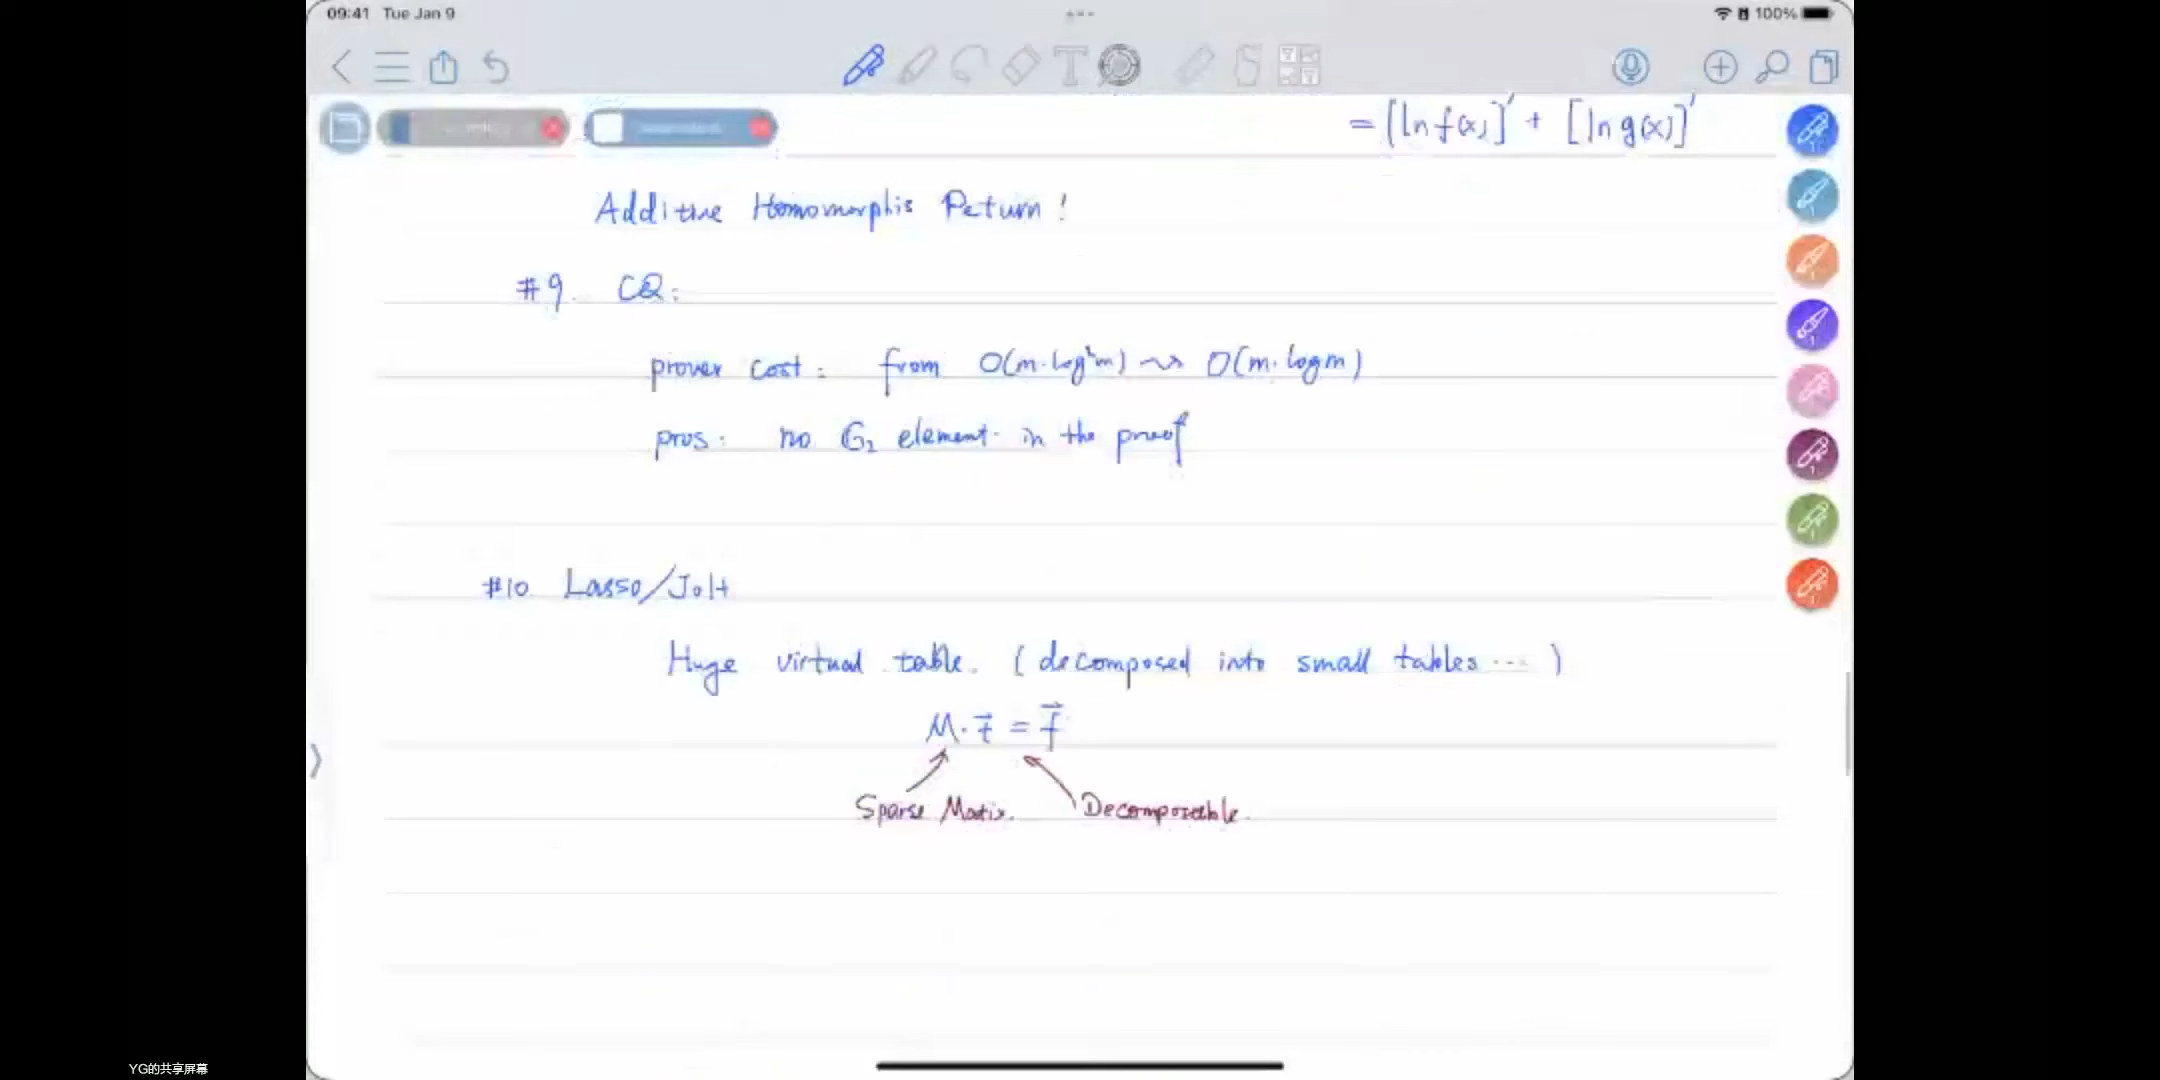 09:41 Tue Jan 9
100%
= [ln f(x)]' + [ln g(x)]'
Additive Homomorphis Return!
#9. CQ:
prover cost: from O(m·log²m) ⇝ O(m·logm)
pros: no G₂ element in the proof
#10. Lasso/Jolt
Huge virtual table. (decomposed into small tables ... )
M·t⃗ = f⃗
Sparse Matix. Decomposable.
YG的共享屏幕